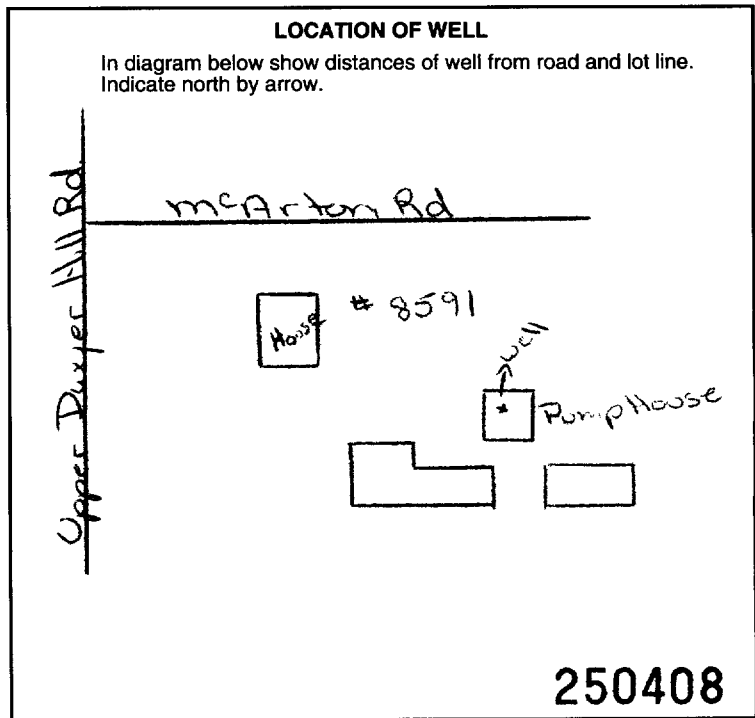 LOCATION OF WELL
In diagram below show distances of well from road and lot line.
Indicate north by arrow.
Upper Dwyer Hill Rd.
McArton Rd
House
# 8591
well
PumpHouse
250408